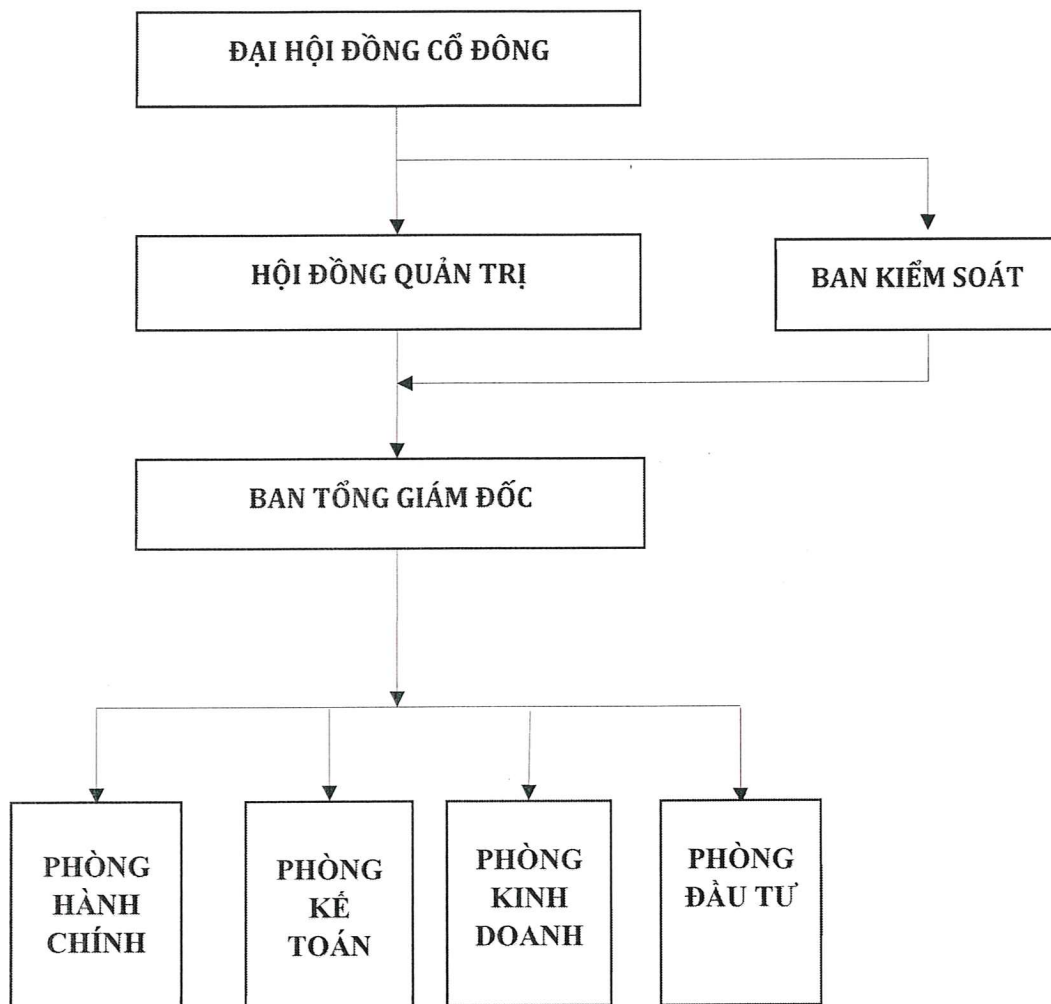 ĐẠI HỘI ĐỒNG CỔ ĐÔNG
HỘI ĐỒNG QUẢN TRỊ
BAN KIỂM SOÁT
BAN TỔNG GIÁM ĐỐC
PHÒNG
HÀNH
CHÍNH
PHÒNG
KẾ
TOÁN
PHÒNG
KINH
DOANH
PHÒNG
ĐẦU TƯ